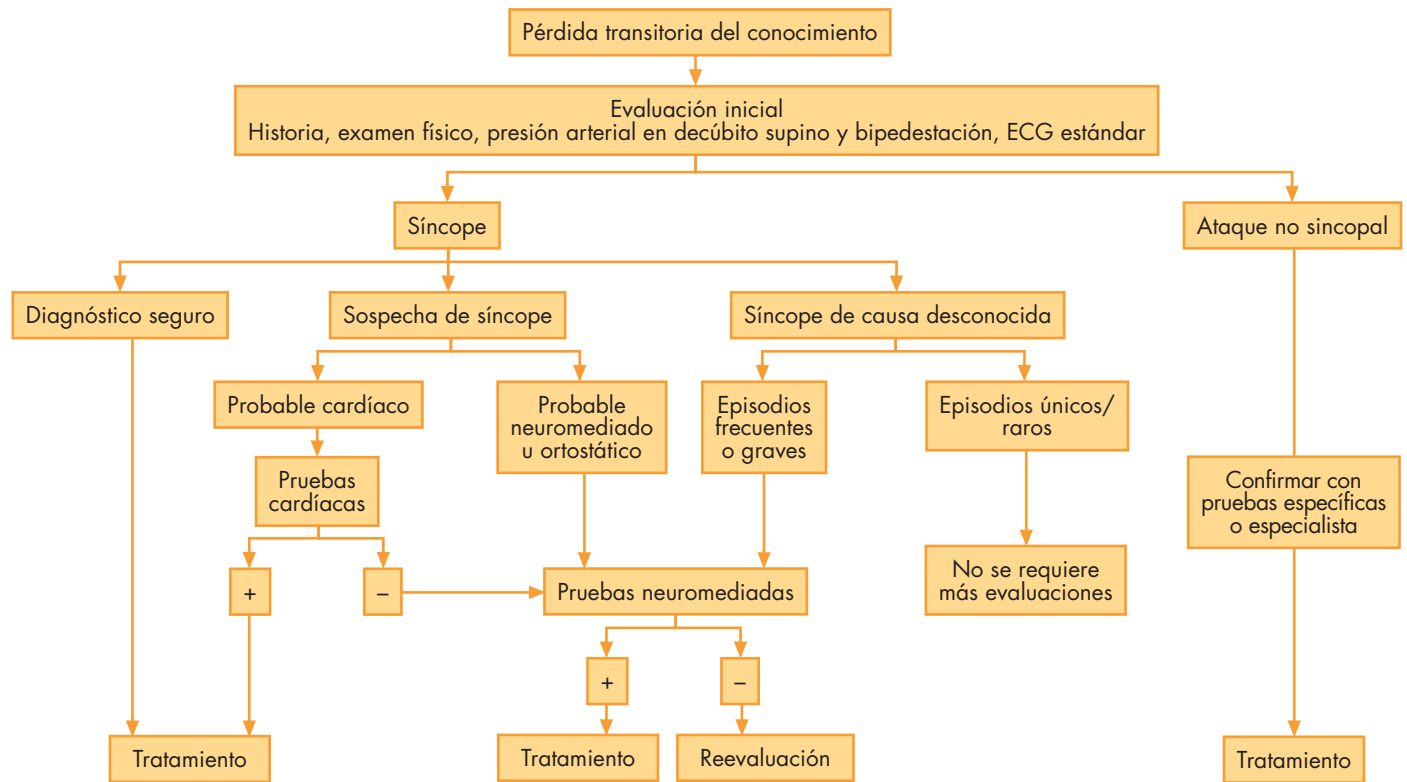 Pérdida transitoria del conocimiento
Evaluación inicial
Historia, examen físico, presión arterial en decúbito supino y bipedestación, ECG estándar
Síncope
Ataque no sincopal
Diagnóstico seguro
Sospecha de síncope
Síncope de causa desconocida
Probable cardíaco
Probable
neuromediado
u ortostático
Episodios
frecuentes
o graves
Episodios únicos/
raros
Pruebas
cardíacas
Confirmar con
pruebas específicas
o especialista
+
–
Pruebas neuromediadas
No se requiere
más evaluaciones
+
–
Tratamiento
Tratamiento
Reevaluación
Tratamiento